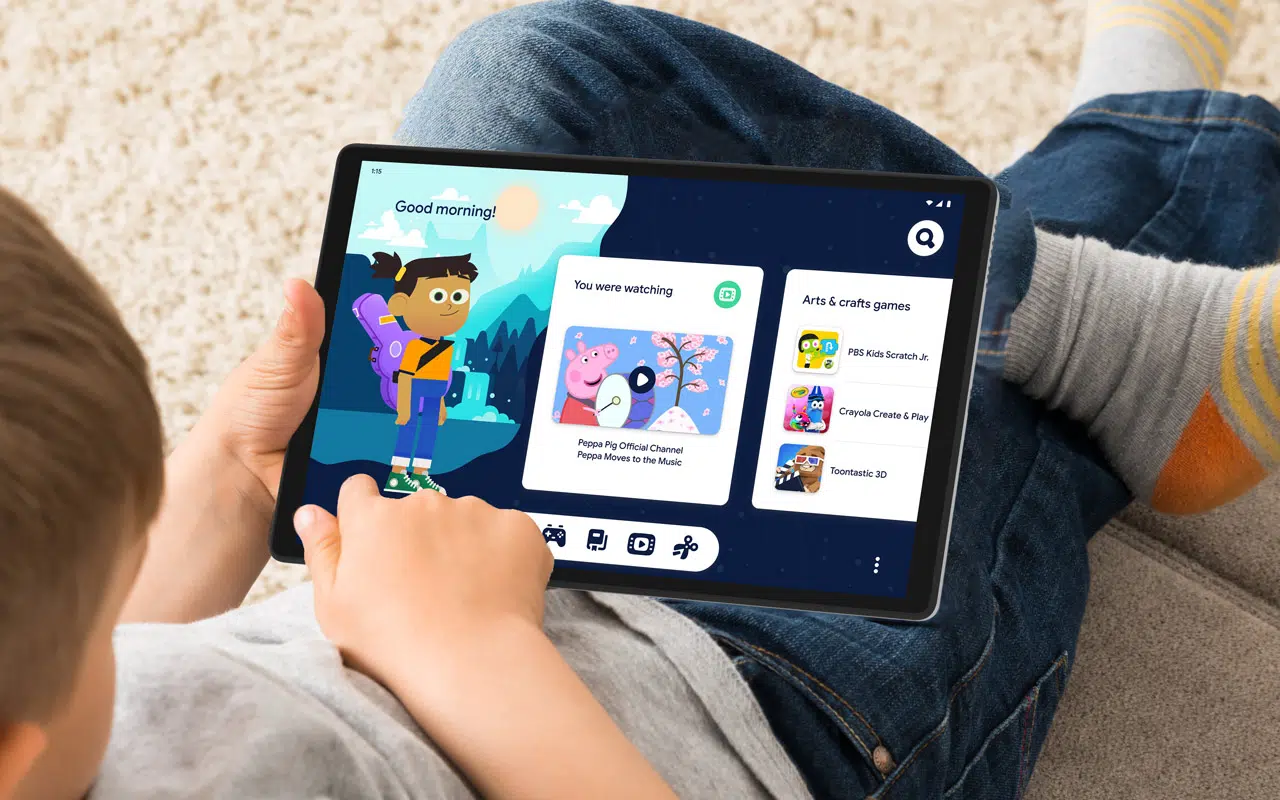 1:15
Good morning!
You were watching
Peppa Pig Official Channel
Peppa Moves to the Music
Arts & crafts games
PBS Kids Scratch Jr.
Crayola Create & Play
Toontastic 3D